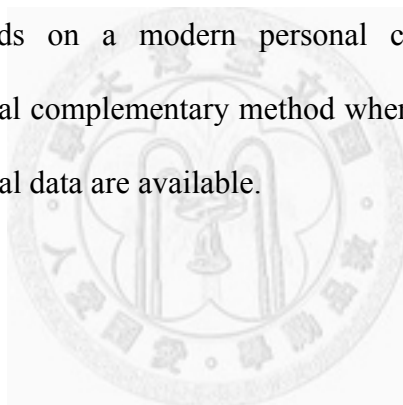 ds on a modern personal c
al complementary method wher
al data are available.